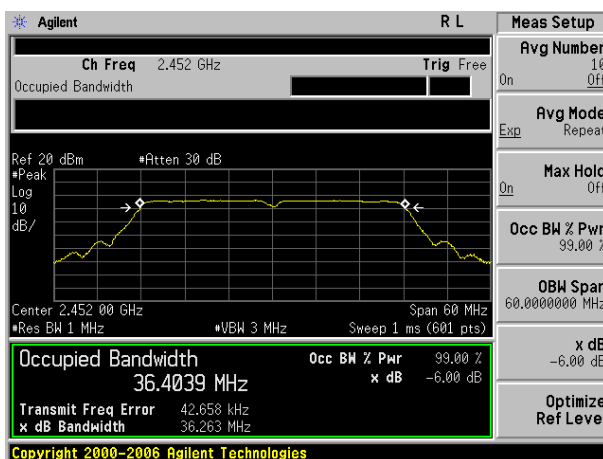 Agilent R L
Ch Freq 2.452 GHz Trig Free
Occupied Bandwidth
Ref 20 dBm #Atten 30 dB
#Peak
Log
10
dB/
Center 2.452 00 GHz Span 60 MHz
#Res BW 1 MHz #VBW 3 MHz Sweep 1 ms (601 pts)
Occupied Bandwidth Occ BW % Pwr 99.00 %
36.4039 MHz x dB -6.00 dB
Transmit Freq Error 42.658 kHz
x dB Bandwidth 36.263 MHz
Copyright 2000-2006 Agilent Technologies
Meas Setup
Avg Number
10
On Off
Avg Mode
Exp Repeat
Max Hold
On Off
Occ BW % Pwr
99.00 %
OBW Span
60.0000000 MHz
x dB
-6.00 dB
Optimize
Ref Level